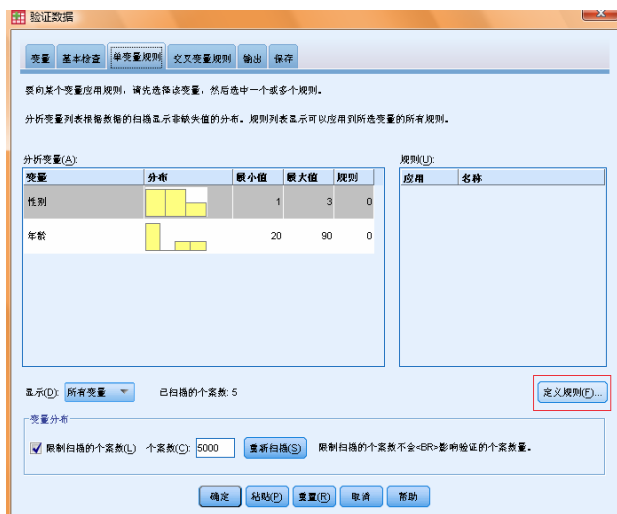 验证数据
变量 基本检查 单变量规则 交叉变量规则 输出 保存
要向某个变量应用规则，请先选择该变量，然后选中一个或多个规则。
分析变量列表根据数据的扫描显示非缺失值的分布。规则列表显示可以应用到所选变量的所有规则。
分析变量(A): 规则(U):
变量 分布 最小值 最大值 规则 应用 名称
性别 1 3 0
年龄 20 90 0
显示(D): 所有变量 已扫描的个案数: 5 定义规则(F)...
变量分布
限制扫描的个案数(L) 个案数(C): 5000 重新扫描(S) 限制扫描的个案数不会<BR>影响验证的个案数量。
确定 粘贴(P) 重置(R) 取消 帮助